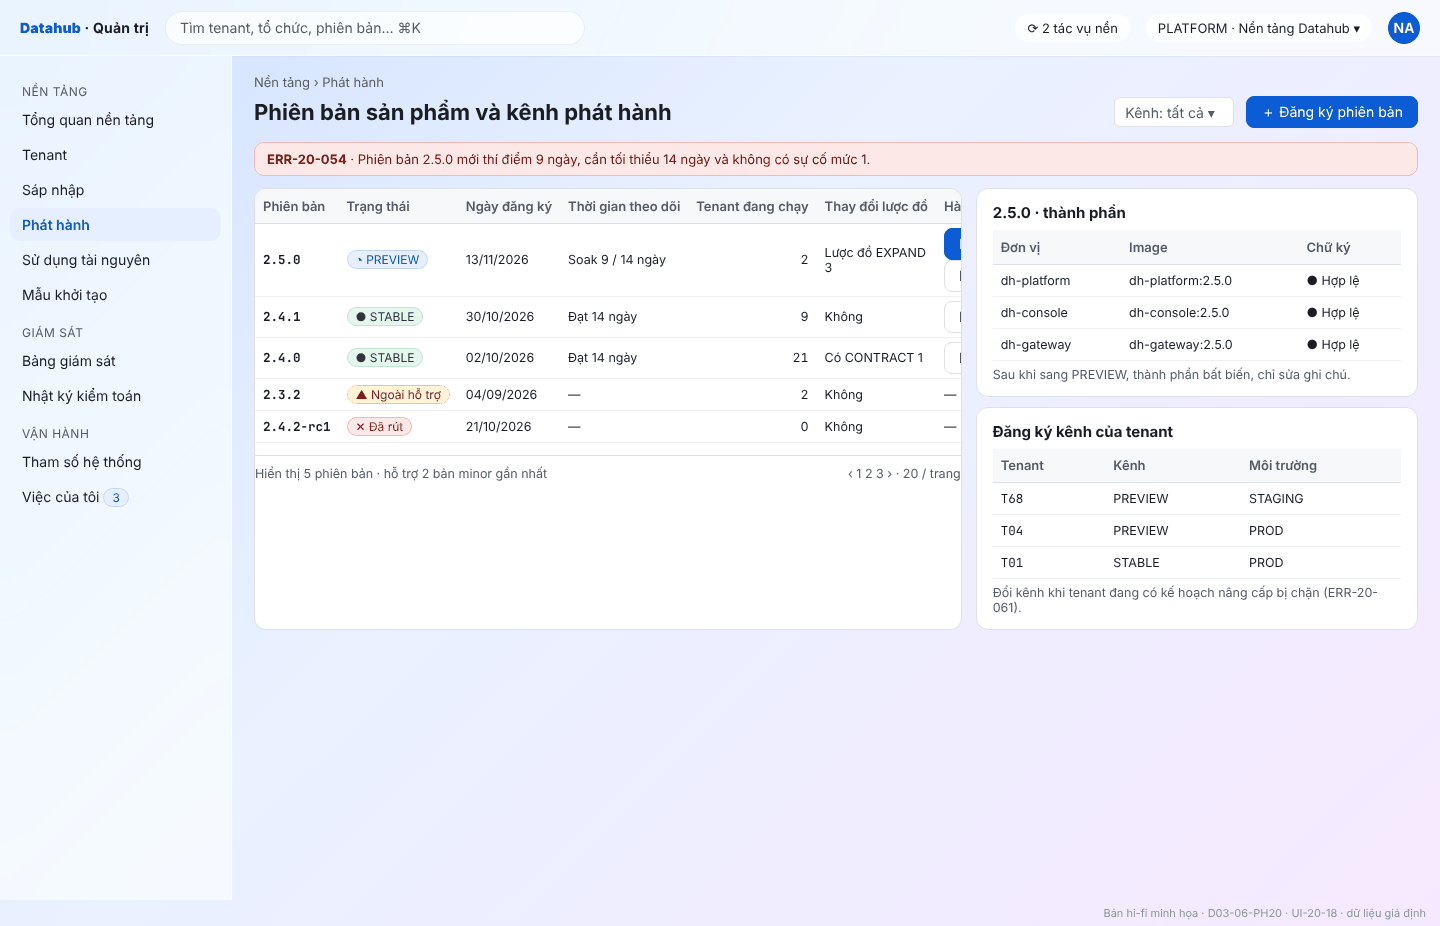 Datahub · Quản trị
Tìm tenant, tổ chức, phiên bản... ⌘K
⟳ 2 tác vụ nền
PLATFORM · Nền tảng Datahub ▾
NA
NỀN TẢNG
Tổng quan nền tảng
Tenant
Sáp nhập
Phát hành
Sử dụng tài nguyên
Mẫu khởi tạo
GIÁM SÁT
Bảng giám sát
Nhật ký kiểm toán
VẬN HÀNH
Tham số hệ thống
Việc của tôi 3
Nền tảng › Phát hành
Phiên bản sản phẩm và kênh phát hành
Kênh: tất cả ▾
+ Đăng ký phiên bản
ERR-20-054 · Phiên bản 2.5.0 mới thí điểm 9 ngày, cần tối thiểu 14 ngày và không có sự cố mức 1.
Phiên bản Trạng thái Ngày đăng ký Thời gian theo dõi Tenant đang chạy Thay đổi lược đồ
2.5.0 PREVIEW 13/11/2026 Soak 9 / 14 ngày 2 Lược đồ EXPAND
3
2.4.1 ● STABLE 30/10/2026 Đạt 14 ngày 9 Không
2.4.0 ● STABLE 02/10/2026 Đạt 14 ngày 21 Có CONTRACT 1
2.3.2 ▲ Ngoài hỗ trợ 04/09/2026 — 2 Không —
2.4.2-rc1 ✕ Đã rút 21/10/2026 — 0 Không —
Hiển thị 5 phiên bản · hỗ trợ 2 bản minor gần nhất
‹ 1 2 3 › · 20 / trang
2.5.0 · thành phần
Đơn vị Image Chữ ký
dh-platform dh-platform:2.5.0 ● Hợp lệ
dh-console dh-console:2.5.0 ● Hợp lệ
dh-gateway dh-gateway:2.5.0 ● Hợp lệ
Sau khi sang PREVIEW, thành phần bất biến, chỉ sửa ghi chú.
Đăng ký kênh của tenant
Tenant Kênh Môi trường
T68 PREVIEW STAGING
T04 PREVIEW PROD
T01 STABLE PROD
Đổi kênh khi tenant đang có kế hoạch nâng cấp bị chặn (ERR-20-
061).
Bản hi-fi minh họa · D03-06-PH20 · UI-20-18 · dữ liệu giả định